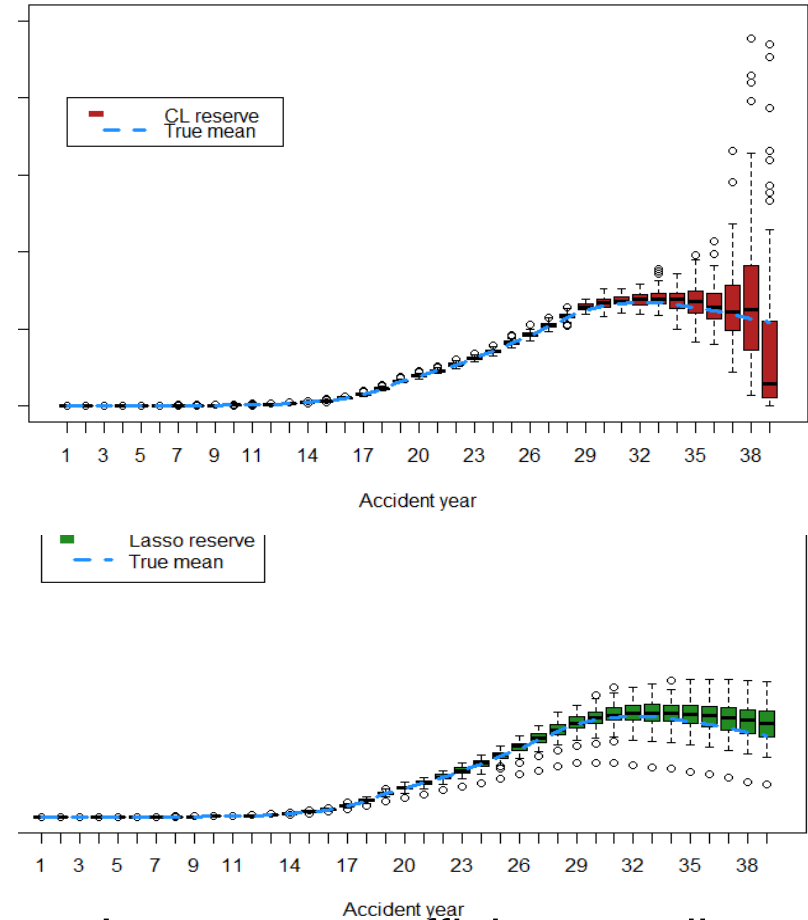 CL reserve
True mean
1 3 5 7 9 11 14 17 20 23 26 29 32 35 38
Accident year
Lasso reserve
True mean
1 3 5 7 9 11 14 17 20 23 26 29 32 35 38
Accident year